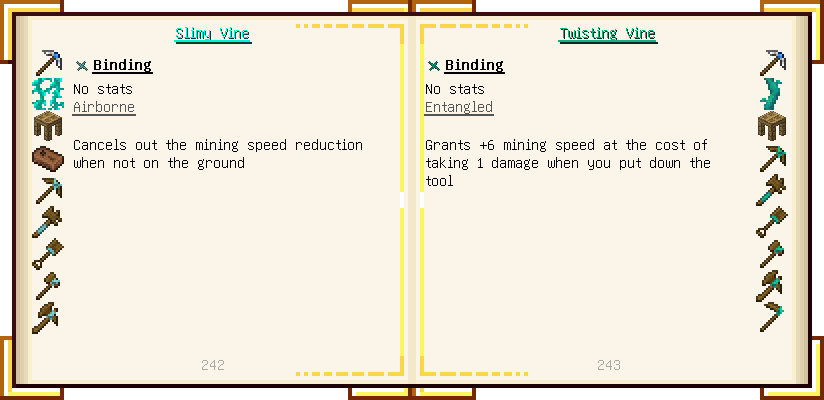 Slimy Vine
Binding
No stats
Airborne
Cancels out the mining speed reduction
when not on the ground
242
Twisting Vine
Binding
No stats
Entangled
Grants +6 mining speed at the cost of
taking 1 damage when you put down the
tool
243